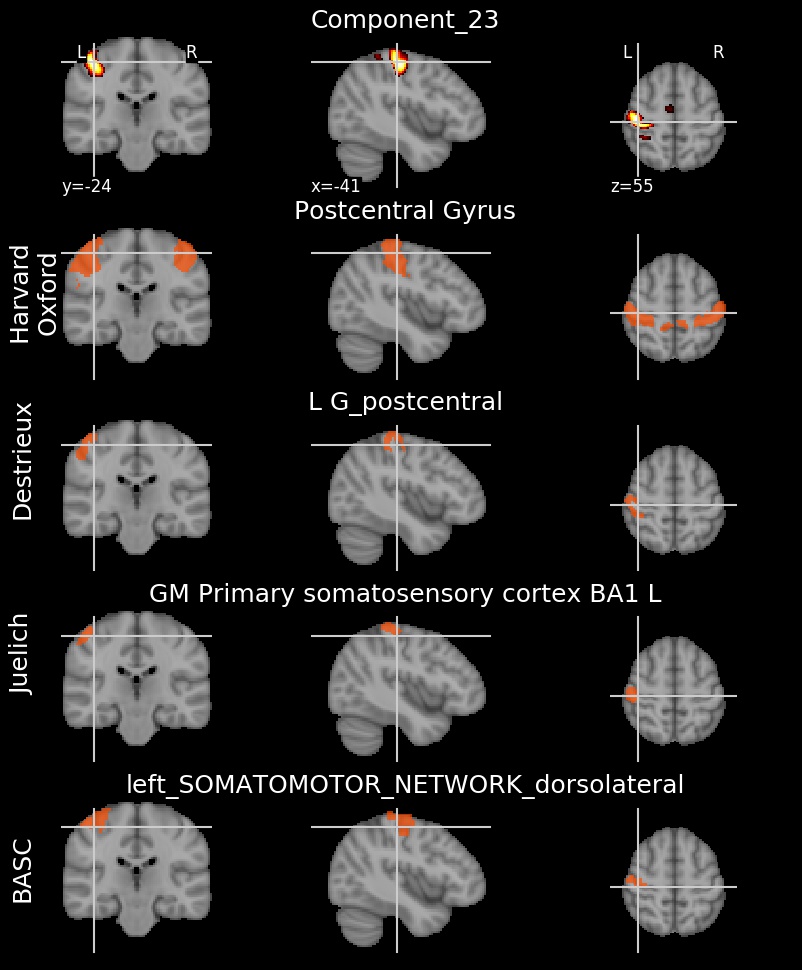 Component_23
L
R
L
R
y=-24
x=-41
z=55
Postcentral Gyrus
Harvard
Oxford
L G_postcentral
Destrieux
GM Primary somatosensory cortex BA1 L
Juelich
left_SOMATOMOTOR_NETWORK_dorsolateral
BASC